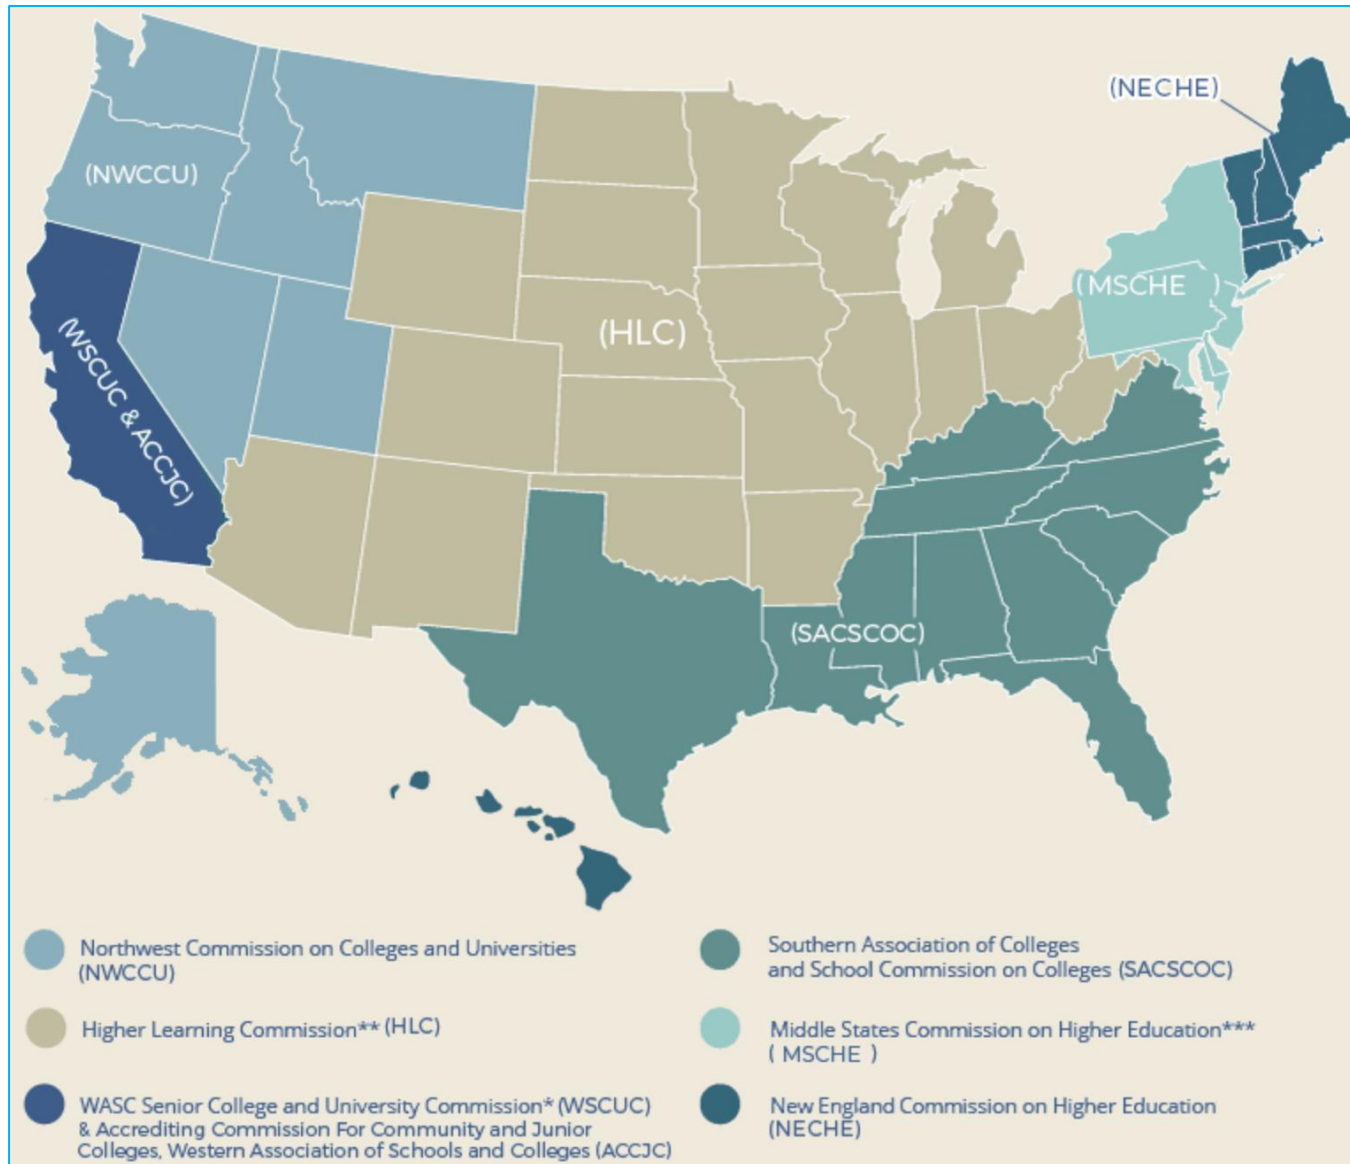 (NECHE)
(NWCCU)
( MSCHE )
(HLC)
(WSCUC & ACCJC)
(SACSCOC)
Northwest Commission on Colleges and Universities
(NWCCU)
Higher Learning Commission** (HLC)
WASC Senior College and University Commission* (WSCUC)
& Accrediting Commission For Community and Junior
Colleges, Western Association of Schools and Colleges (ACCJC)
Southern Association of Colleges
and School Commission on Colleges (SACSCOC)
Middle States Commission on Higher Education***
( MSCHE )
New England Commission on Higher Education
(NECHE)